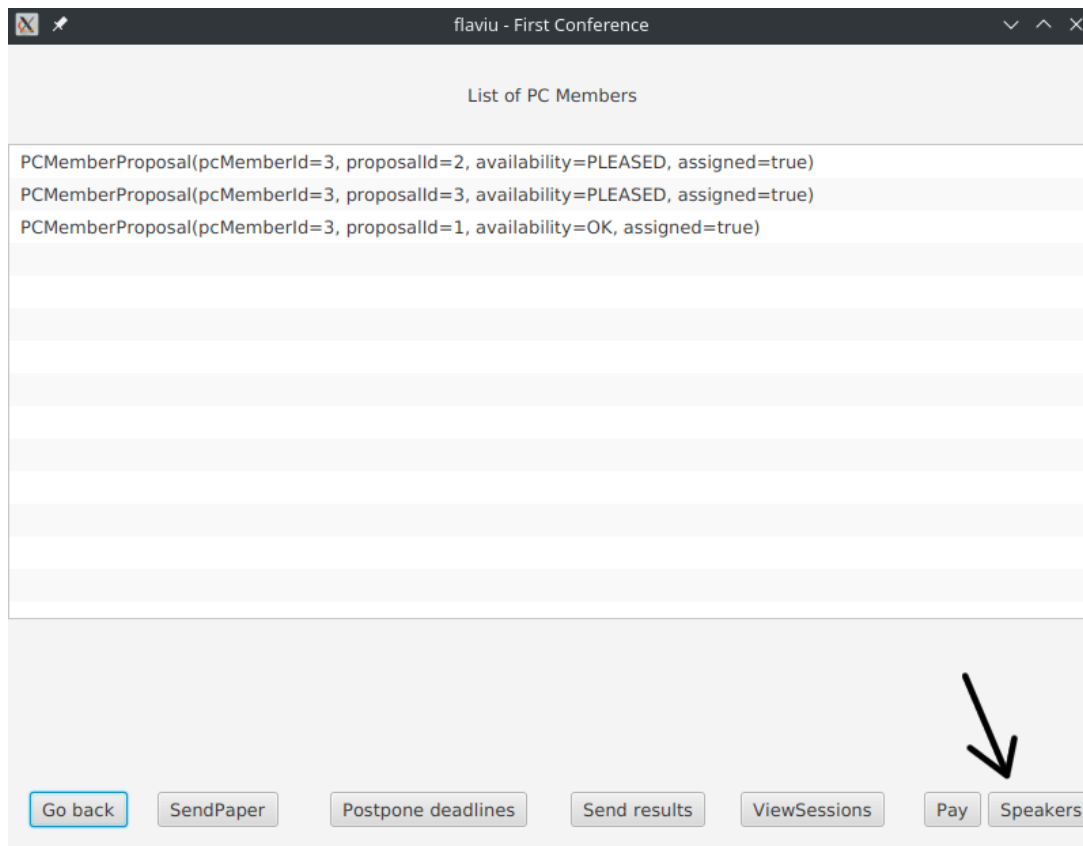 flaviu - First Conference
List of PC Members
PCMemberProposal(pcMemberId=3, proposalId=2, availability=PLEASED, assigned=true)
PCMemberProposal(pcMemberId=3, proposalId=3, availability=PLEASED, assigned=true)
PCMemberProposal(pcMemberId=3, proposalId=1, availability=OK, assigned=true)
Go back SendPaper Postpone deadlines Send results ViewSessions Pay Speakers